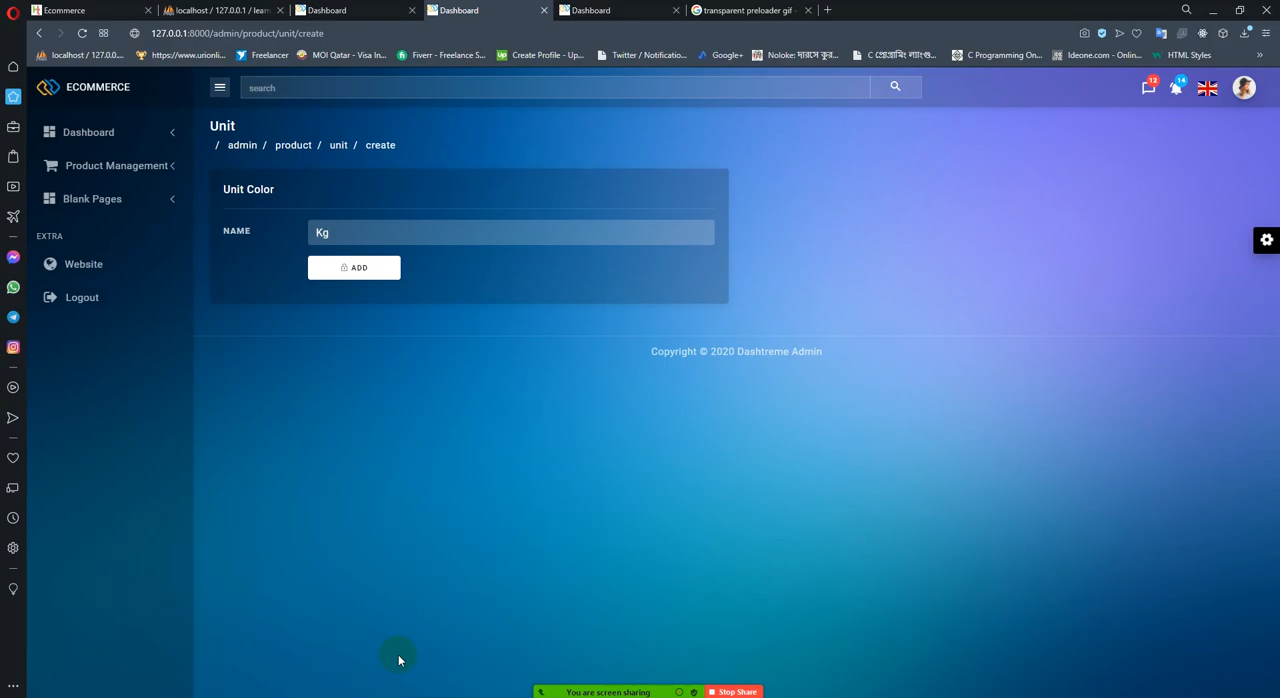 Ecommerce
localhost / 127.0.0.1 / lear
Dashboard
Dashboard
Dashboard
transparent preloader gif -
127.0.0.1:8000/admin/product/unit/create
localhost / 127.0.0....
https://www.urionli...
Freelancer
MOI Qatar - Visa In...
Fiverr - Freelance S...
Create Profile - Up...
Twitter / Notificatio...
Google+
Noloke: দারসে কুর...
C প্রোগ্রামিং ল্যাংগু...
C Programming On...
Ideone.com - Onlin...
HTML Styles
ECOMMERCE
search
12
14
Dashboard
Product Management
Blank Pages
EXTRA
Website
Logout
Unit
/ admin / product / unit / create
Unit Color
NAME
Kg
ADD
Copyright © 2020 Dashtreme Admin
You are screen sharing
Stop Share